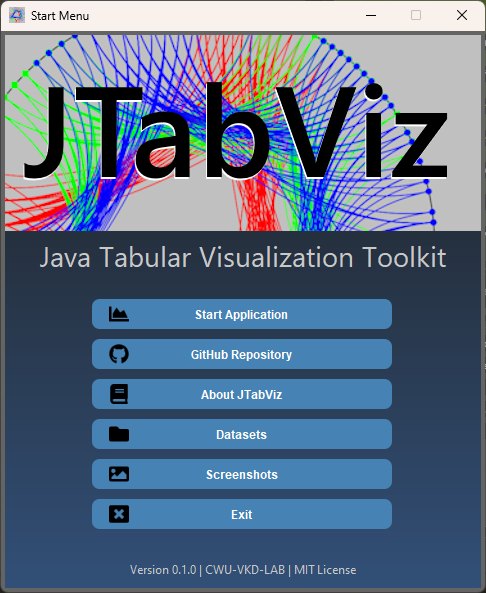 Start Menu
JTabViz
Java Tabular Visualization Toolkit
Start Application
GitHub Repository
About JTabViz
Datasets
Screenshots
Exit
Version 0.1.0 | CWU-VKD-LAB | MIT License